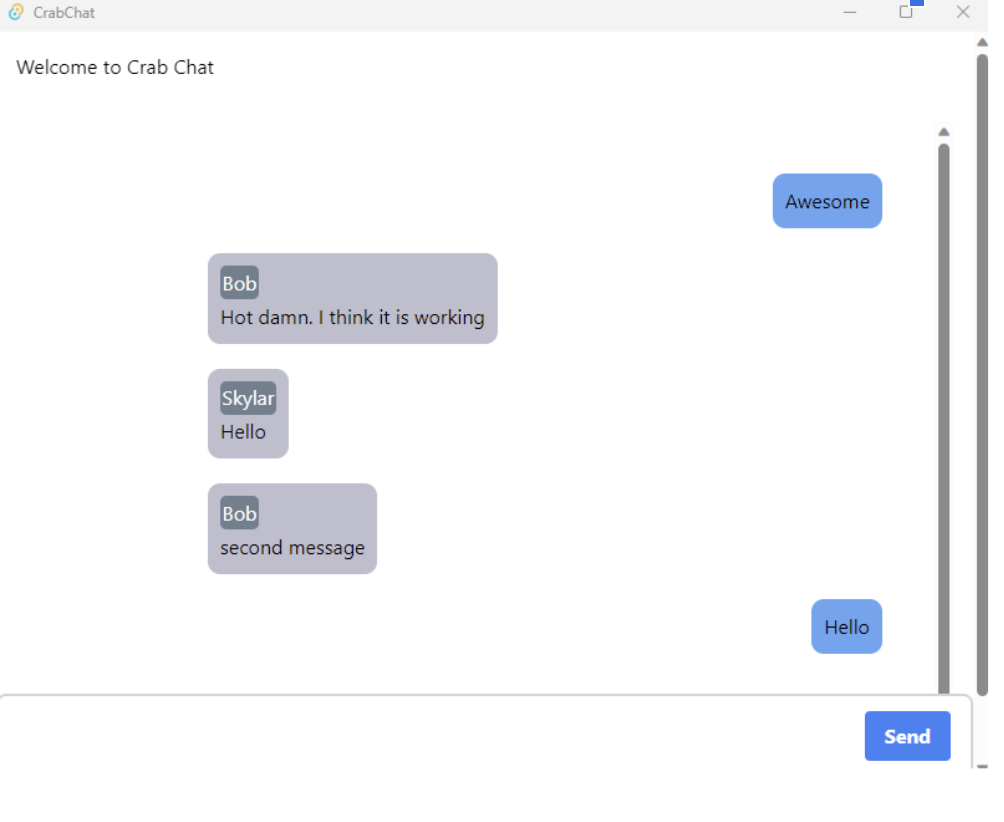 CrabChat
Welcome to Crab Chat
Awesome
Bob
Hot damn. I think it is working
Skylar
Hello
Bob
second message
Hello
Send